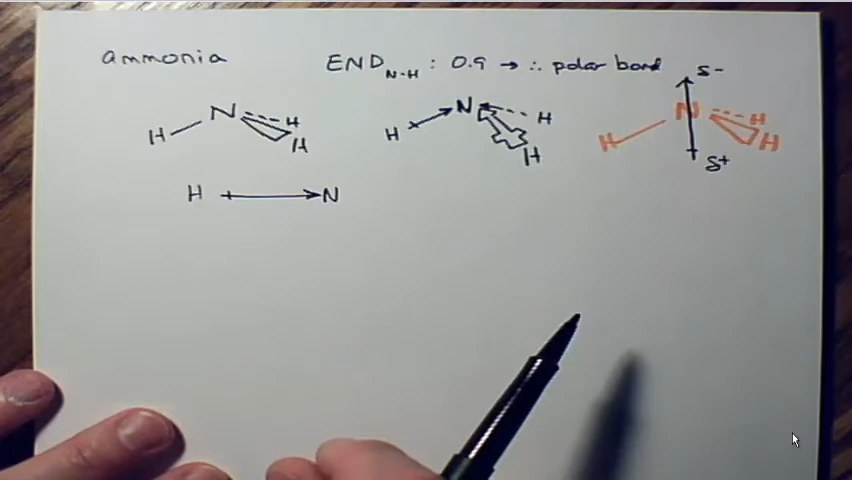 ammonia END N-H : 0.9 → ∴ polar bond
δ-
N H H H
H N H H
N H H H
δ+
H N